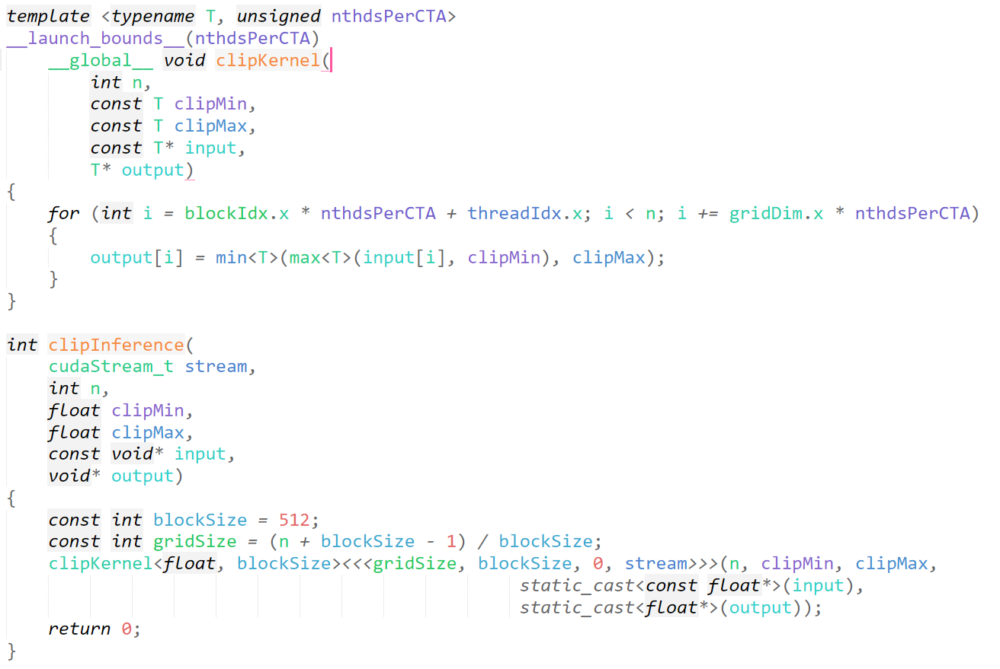 template <typename T, unsigned nthdsPerCTA>
__launch_bounds__(nthdsPerCTA)
    __global__ void clipKernel(
        int n,
        const T clipMin,
        const T clipMax,
        const T* input,
        T* output)
{
    for (int i = blockIdx.x * nthdsPerCTA + threadIdx.x; i < n; i += gridDim.x * nthdsPerCTA)
    {
        output[i] = min<T>(max<T>(input[i], clipMin), clipMax);
    }
}

int clipInference(
    cudaStream_t stream,
    int n,
    float clipMin,
    float clipMax,
    const void* input,
    void* output)
{
    const int blockSize = 512;
    const int gridSize = (n + blockSize - 1) / blockSize;
    clipKernel<float, blockSize><<<gridSize, blockSize, 0, stream>>>(n, clipMin, clipMax,
                                                 static_cast<const float*>(input),
                                                 static_cast<float*>(output));
    return 0;
}